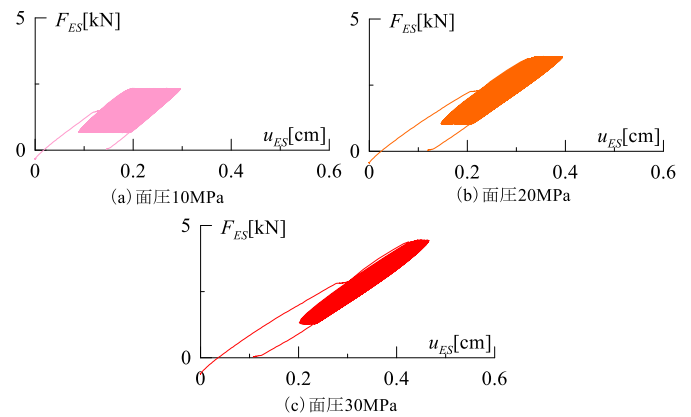 5
F_ES[kN]
0
u_ES[cm]
0 0.2 0.4 0.6
(a)面圧10MPa
5
F_ES[kN]
0
u_ES[cm]
0 0.2 0.4 0.6
(b)面圧20MPa
5
F_ES[kN]
0
u_ES[cm]
0 0.2 0.4 0.6
(c)面圧30MPa